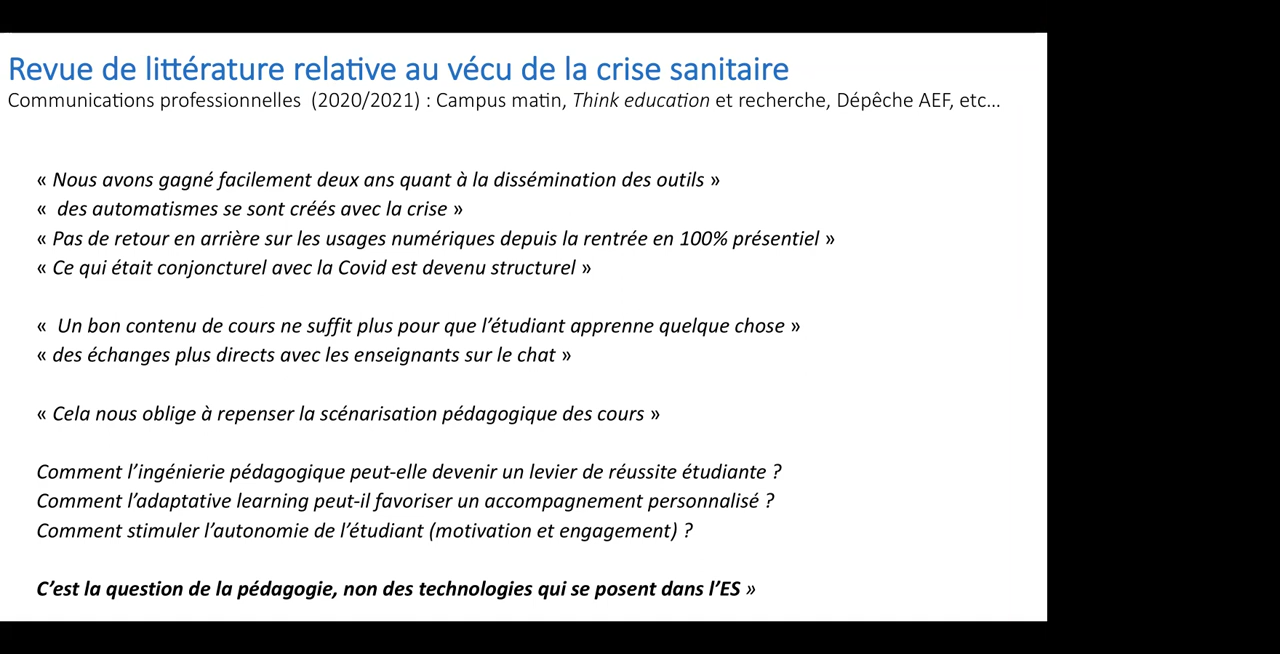 Revue de littérature relative au vécu de la crise sanitaire
Communications professionnelles (2020/2021) : Campus matin, Think education et recherche, Dépêche AEF, etc...
« Nous avons gagné facilement deux ans quant à la dissémination des outils »
« des automatismes se sont créés avec la crise »
« Pas de retour en arrière sur les usages numériques depuis la rentrée en 100% présentiel »
« Ce qui était conjoncturel avec la Covid est devenu structurel »
« Un bon contenu de cours ne suffit plus pour que l’étudiant apprenne quelque chose »
« des échanges plus directs avec les enseignants sur le chat »
« Cela nous oblige à repenser la scénarisation pédagogique des cours »
Comment l’ingénierie pédagogique peut-elle devenir un levier de réussite étudiante ?
Comment l’adaptative learning peut-il favoriser un accompagnement personnalisé ?
Comment stimuler l’autonomie de l’étudiant (motivation et engagement) ?
C’est la question de la pédagogie, non des technologies qui se posent dans l’ES »